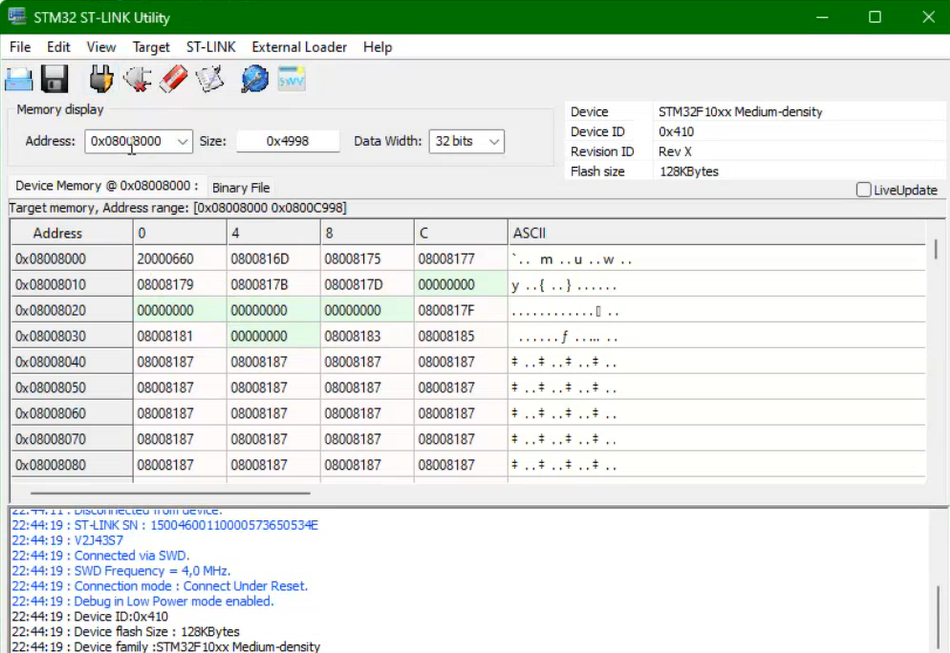 STM32 ST-LINK Utility
File Edit View Target ST-LINK External Loader Help
SWV
Memory display
Address: 0x08008000 Size: 0x4998 Data Width: 32 bits
Device STM32F10xx Medium-density
Device ID 0x410
Revision ID Rev X
Flash size 128KBytes
Device Memory @ 0x08008000 : Binary File LiveUpdate
Target memory, Address range: [0x08008000 0x0800C998]
Address 0 4 8 C ASCII
0x08008000 20000660 0800816D 08008175 08008177 `.. m ..u ..w ..
0x08008010 08008179 0800817B 0800817D 00000000 y ..{ ..} ......
0x08008020 00000000 00000000 00000000 0800817F ............▯ ..
0x08008030 08008181 00000000 08008183 08008185 ......ƒ ..… ..
0x08008040 08008187 08008187 08008187 08008187 ‡ ..‡ ..‡ ..‡ ..
0x08008050 08008187 08008187 08008187 08008187 ‡ ..‡ ..‡ ..‡ ..
0x08008060 08008187 08008187 08008187 08008187 ‡ ..‡ ..‡ ..‡ ..
0x08008070 08008187 08008187 08008187 08008187 ‡ ..‡ ..‡ ..‡ ..
0x08008080 08008187 08008187 08008187 08008187 ‡ ..‡ ..‡ ..‡ ..
22:44:11 : Disconnected from device.
22:44:19 : ST-LINK SN : 15004600110000573650534E
22:44:19 : V2J43S7
22:44:19 : Connected via SWD.
22:44:19 : SWD Frequency = 4,0 MHz.
22:44:19 : Connection mode : Connect Under Reset.
22:44:19 : Debug in Low Power mode enabled.
22:44:19 : Device ID:0x410
22:44:19 : Device flash Size : 128KBytes
22:44:19 : Device family :STM32F10xx Medium-density